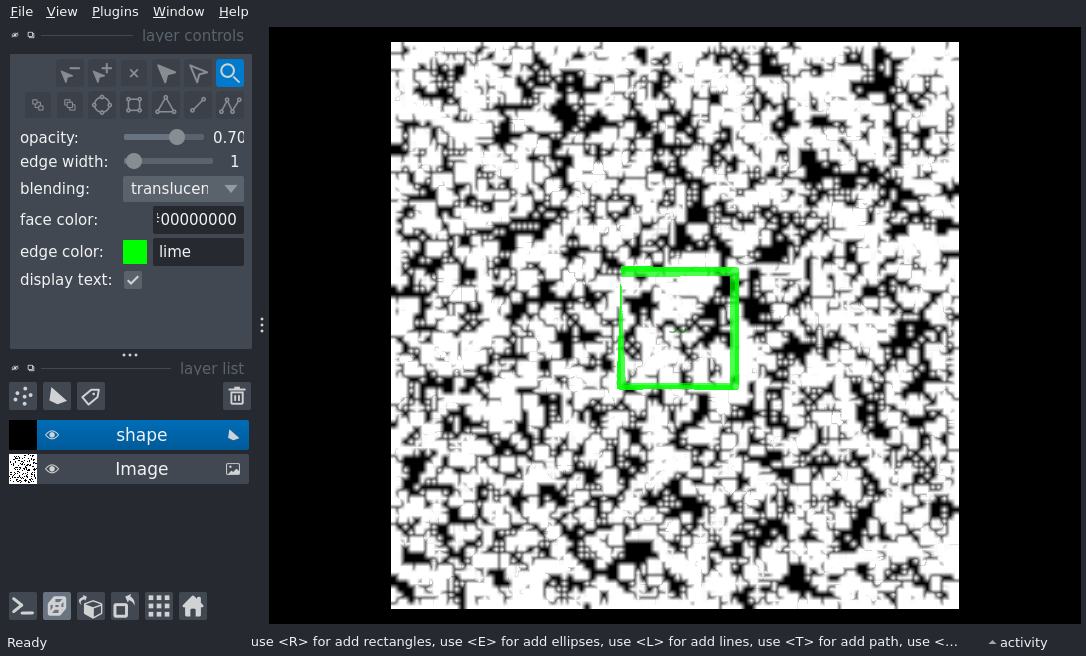 File View Plugins Window Help
layer controls
opacity: 0.70
edge width: 1
blending: translucen
face color: 00000000
edge color: lime
display text:
layer list
shape
Image
Ready
use <R> for add rectangles, use <E> for add ellipses, use <L> for add lines, use <T> for add path, use <...
activity